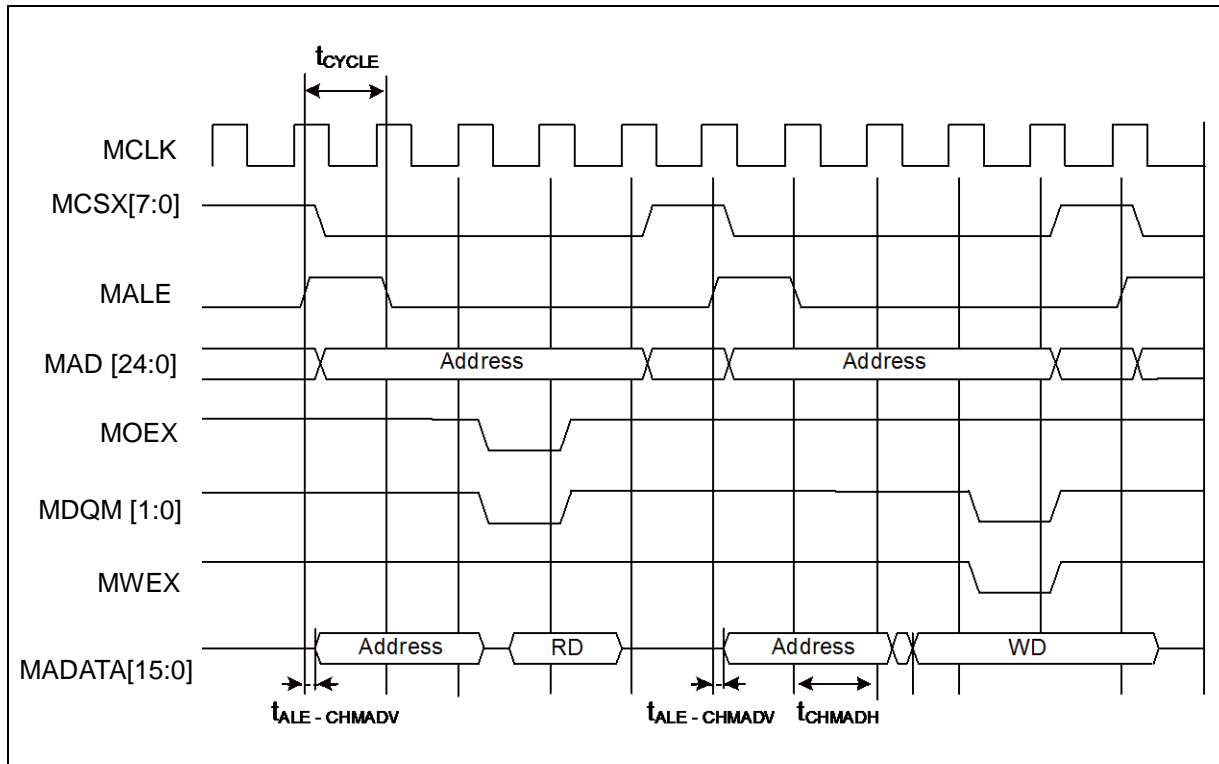 tCYCLE
MCLK
MCSX[7:0]
MALE
MAD [24:0]
Address
Address
MOEX
MDQM [1:0]
MWEX
MADATA[15:0]
Address
RD
Address
WD
tALE - CHMADV
tALE - CHMADV
tCHMADH